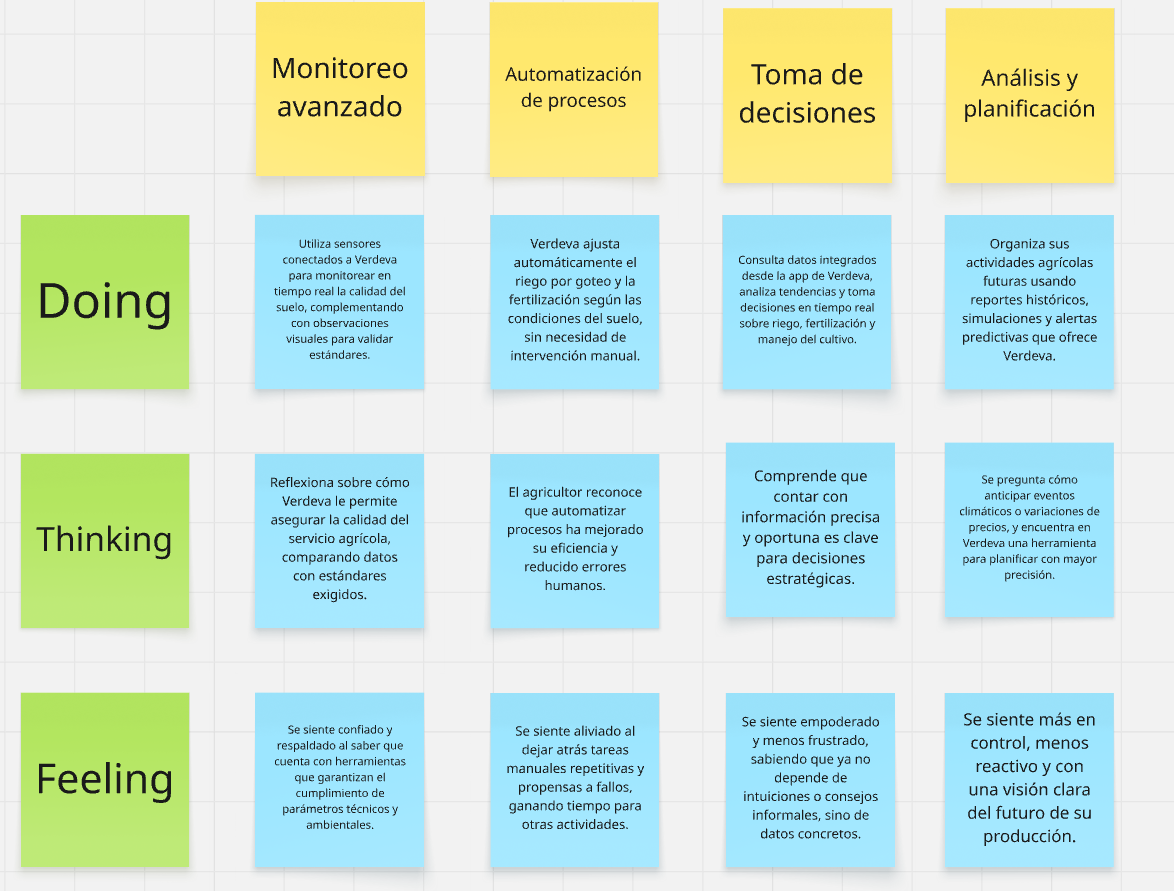 Monitoreo
avanzado
Automatización
de procesos
Toma de
decisiones
Análisis y
planificación
Doing
Utiliza sensores
conectados a Verdeva
para monitorear en
tiempo real la calidad del
suelo, complementando
con observaciones
visuales para validar
estándares.
Verdeva ajusta
automáticamente el
riego por goteo y la
fertilización según las
condiciones del suelo,
sin necesidad de
intervención manual.
Consulta datos integrados
desde la app de Verdeva,
analiza tendencias y toma
decisiones en tiempo real
sobre riego, fertilización y
manejo del cultivo.
Organiza sus
actividades agrícolas
futuras usando
reportes históricos,
simulaciones y alertas
predictivas que ofrece
Verdeva.
Thinking
Reflexiona sobre cómo
Verdeva le permite
asegurar la calidad del
servicio agrícola,
comparando datos
con estándares
exigidos.
El agricultor reconoce
que automatizar
procesos ha mejorado
su eficiencia y
reducido errores
humanos.
Comprende que
contar con
información precisa
y oportuna es clave
para decisiones
estratégicas.
Se pregunta cómo
anticipar eventos
climáticos o variaciones de
precios, y encuentra en
Verdeva una herramienta
para planificar con mayor
precisión.
Feeling
Se siente confiado y
respaldado al saber que
cuenta con herramientas
que garantizan el
cumplimiento de
parámetros técnicos y
ambientales.
Se siente aliviado al
dejar atrás tareas
manuales repetitivas y
propensas a fallos,
ganando tiempo para
otras actividades.
Se siente empoderado
y menos frustrado,
sabiendo que ya no
depende de
intuiciones o consejos
informales, sino de
datos concretos.
Se siente más en
control, menos
reactivo y con
una visión clara
del futuro de su
producción.